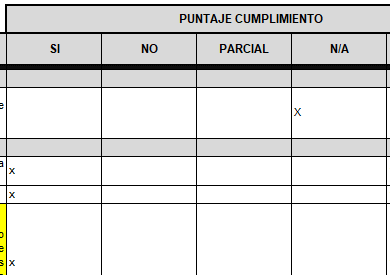 PUNTAJE CUMPLIMIENTO
SI NO PARCIAL N/A
e X
a
x
x
o
e
s x